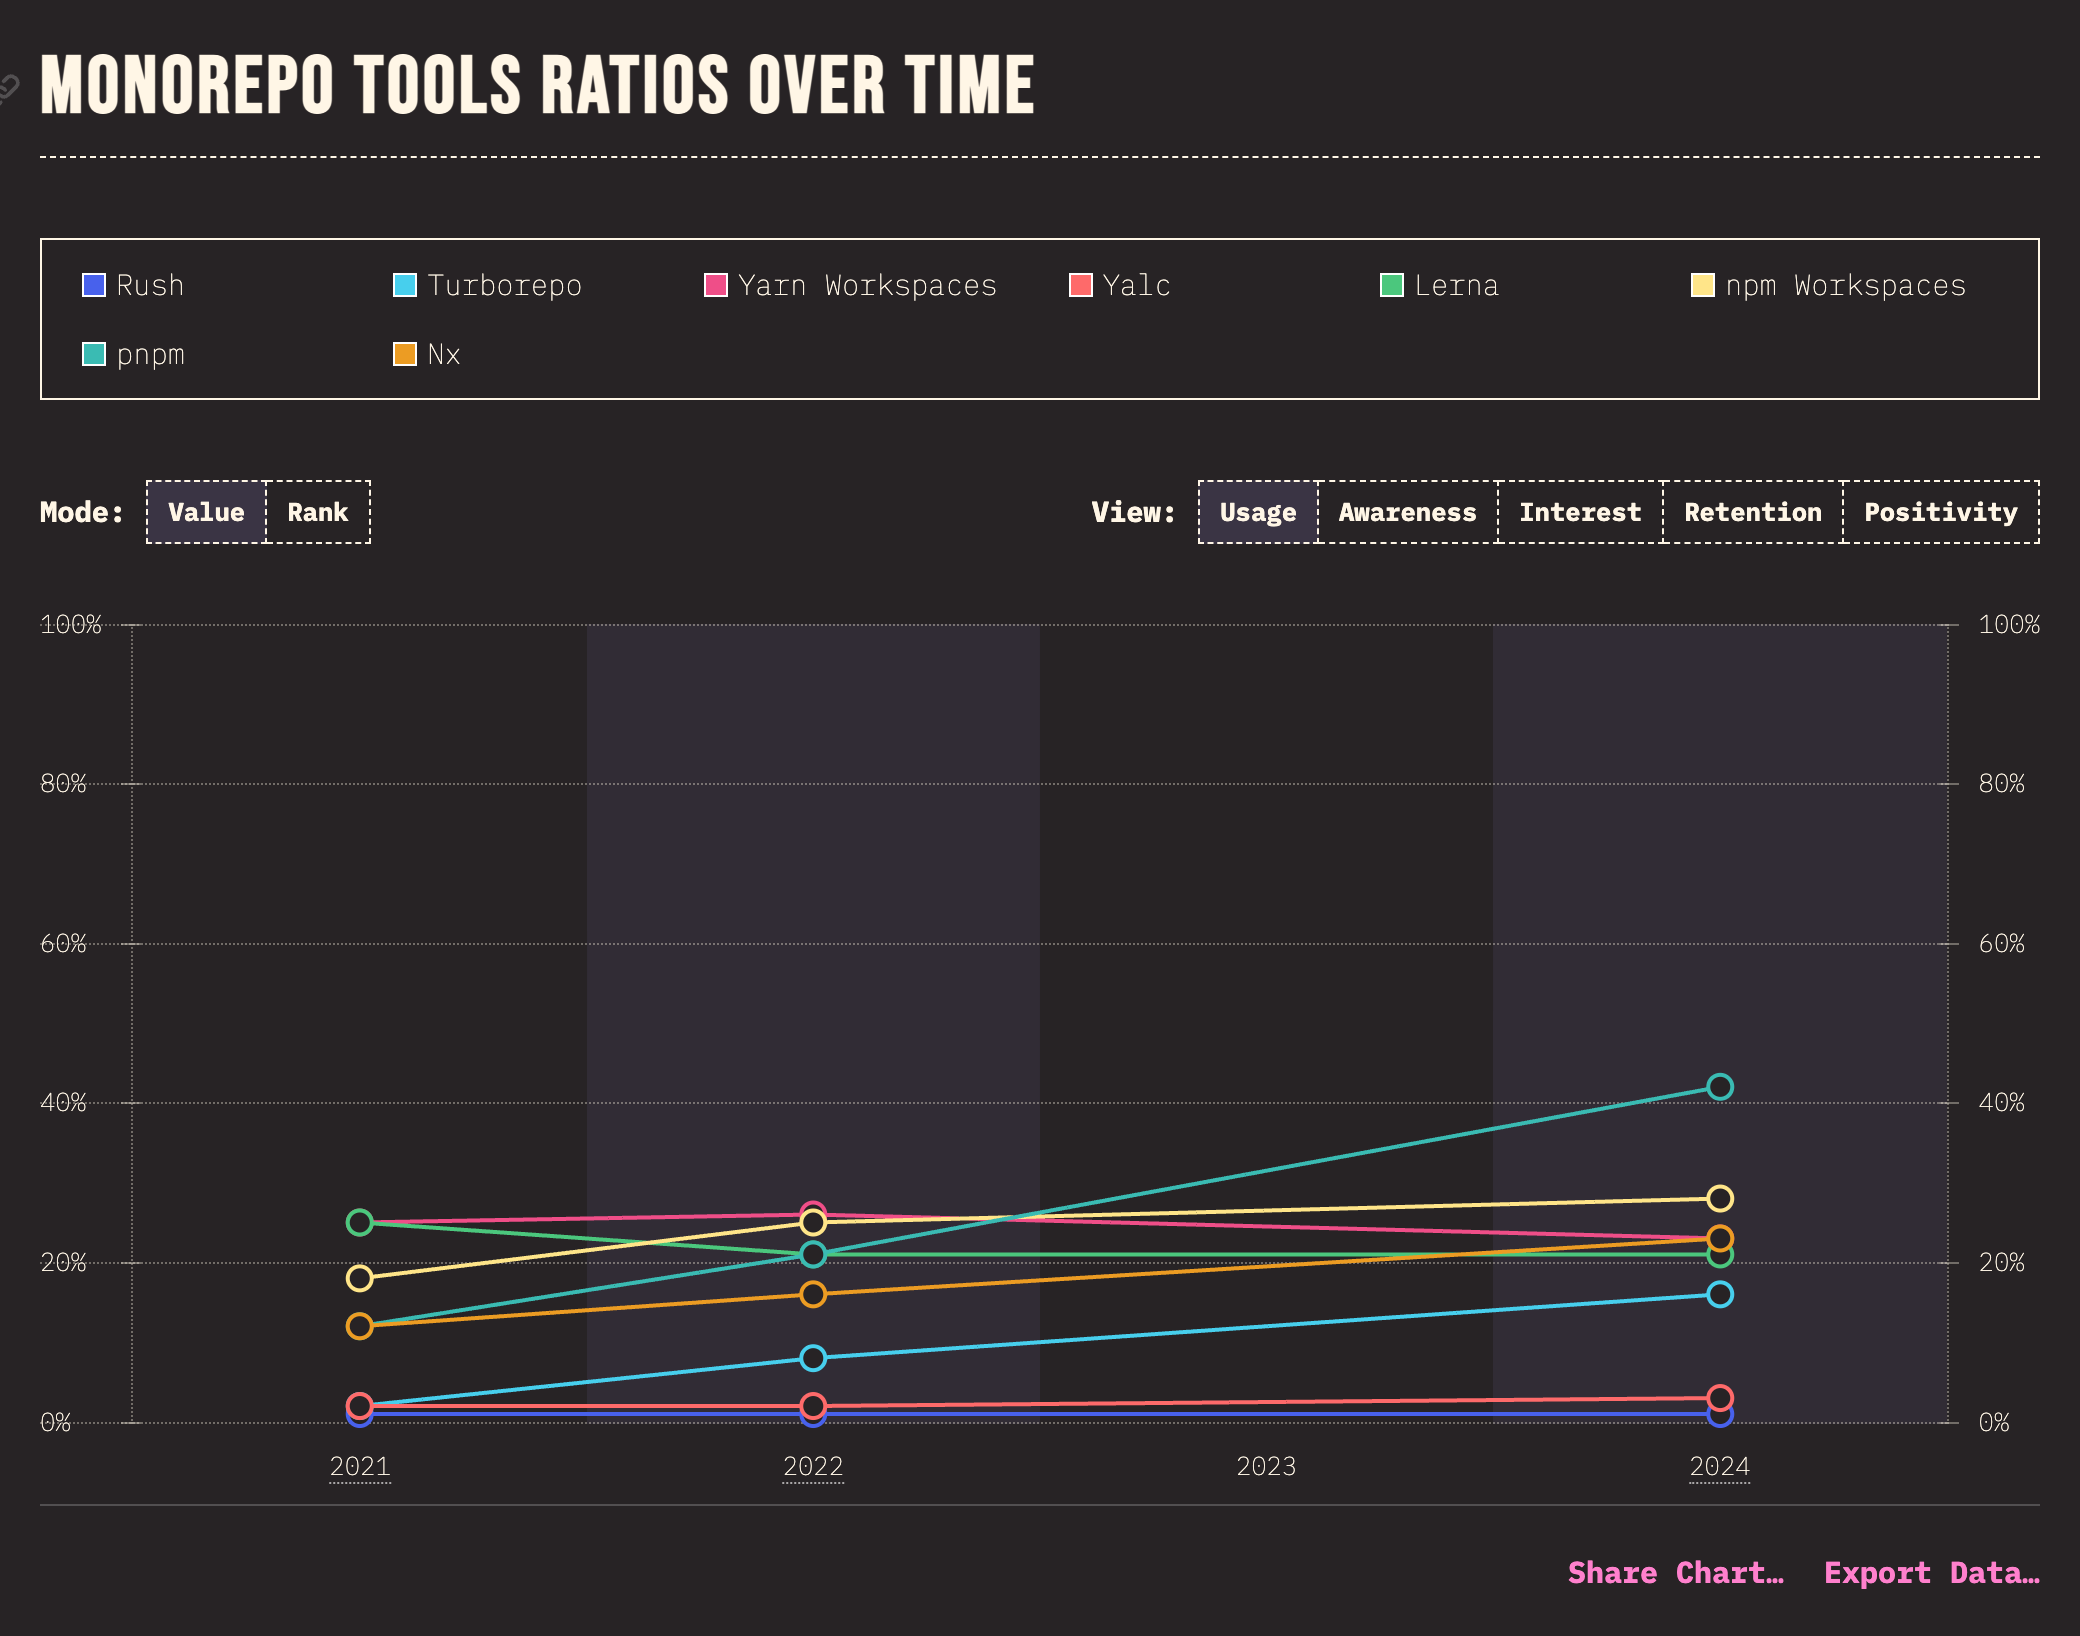 MONOREPO TOOLS RATIOS OVER TIME
Rush Turborepo Yarn Workspaces Yalc Lerna npm Workspaces
pnpm Nx
Mode: Value Rank View: Usage Awareness Interest Retention Positivity
100% 100%
80% 80%
60% 60%
40% 40%
20% 20%
0% 0%
2021 2022 2023 2024
Share Chart… Export Data…